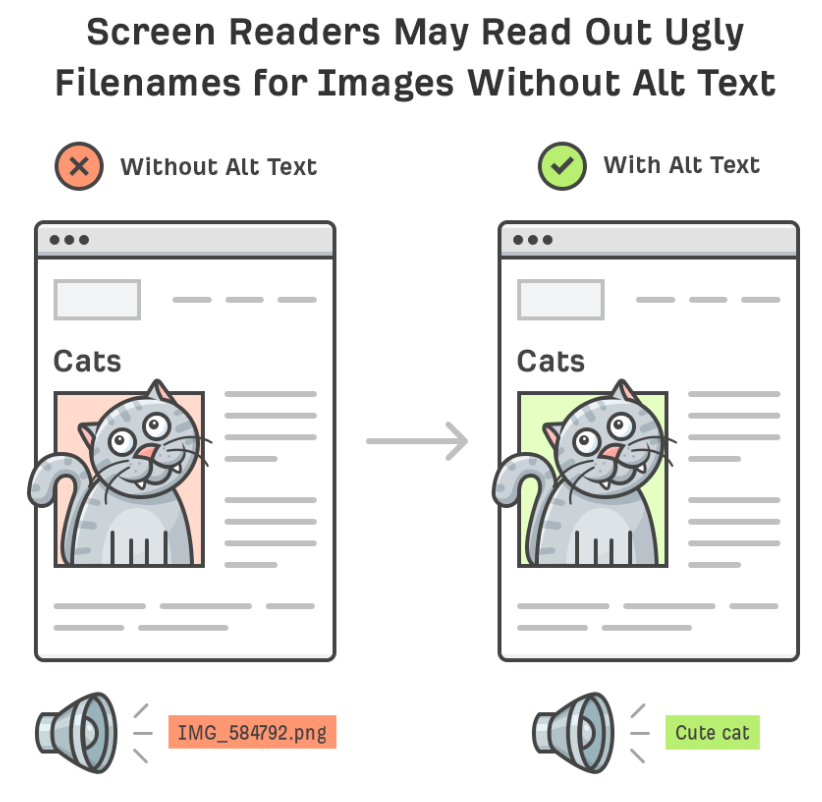 Screen Readers May Read Out Ugly
Filenames for Images Without Alt Text
Without Alt Text
With Alt Text
Cats
Cats
IMG_584792.png
Cute cat